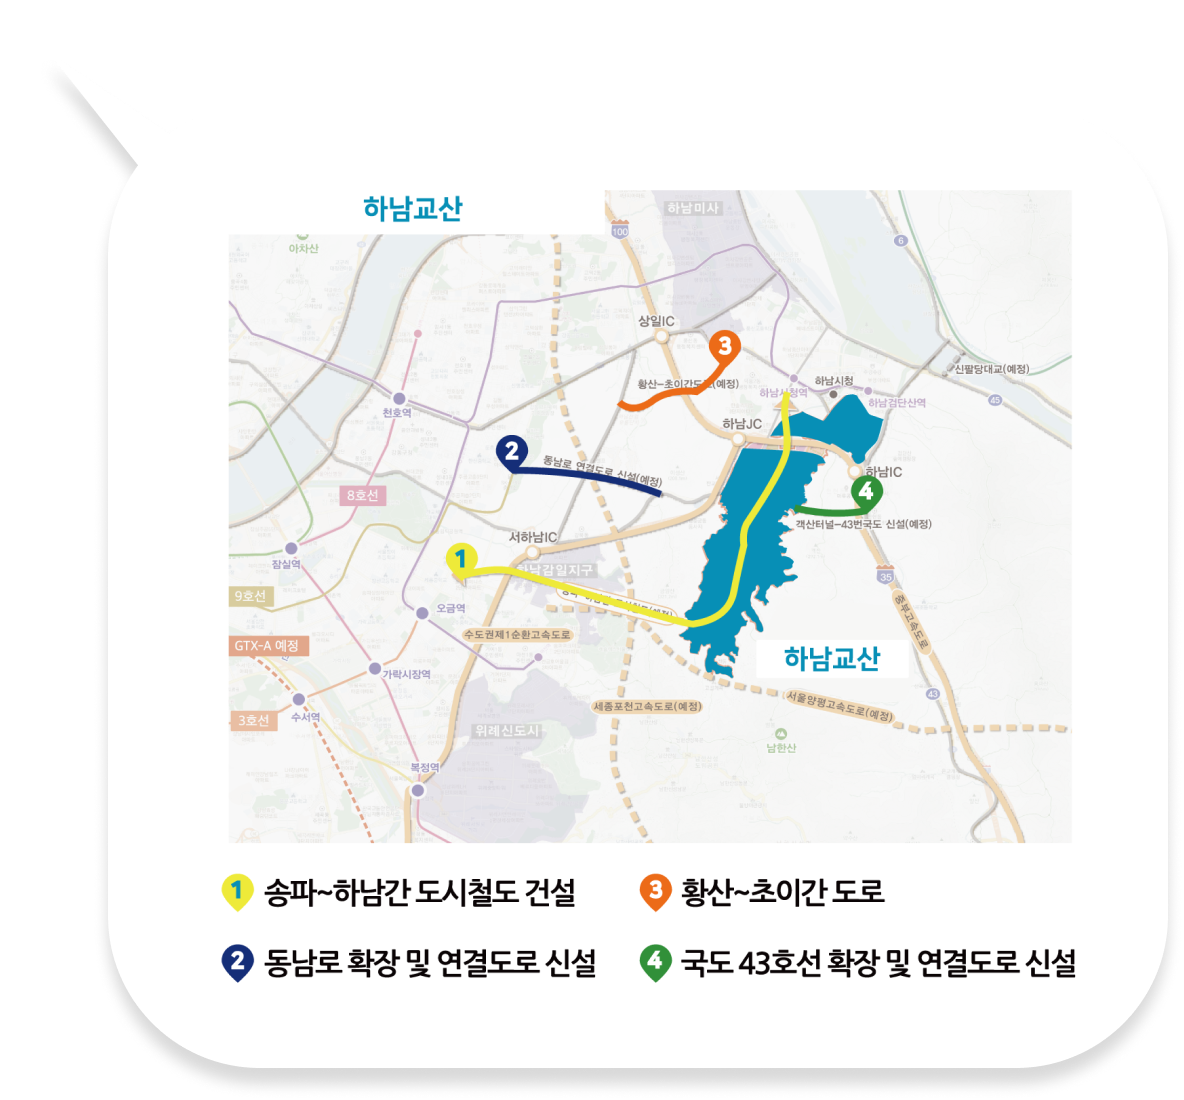 하남교산
하남미사
100
6
아차산
상일IC
3
신팔당대교(예정)
황산-초이간도로(예정)
하남시청
하남시청역
천호역
하남검단산역
45
하남JC
2
동남로 연결도로 신설(예정)
하남IC
4
8호선
객산터널-43번국도 신설(예정)
서하남IC
1
잠실역
하남감일지구
35
9호선
오금역
중부고속도로
수도권제1순환고속도로
GTX-A 예정
하남교산
가락시장역
43
세종포천고속도로(예정)
서울양평고속도로(예정)
3호선
수서역
위례신도시
남한산
복정역
1 송파~하남간 도시철도 건설
3 황산~초이간 도로
2 동남로 확장 및 연결도로 신설
4 국도 43호선 확장 및 연결도로 신설